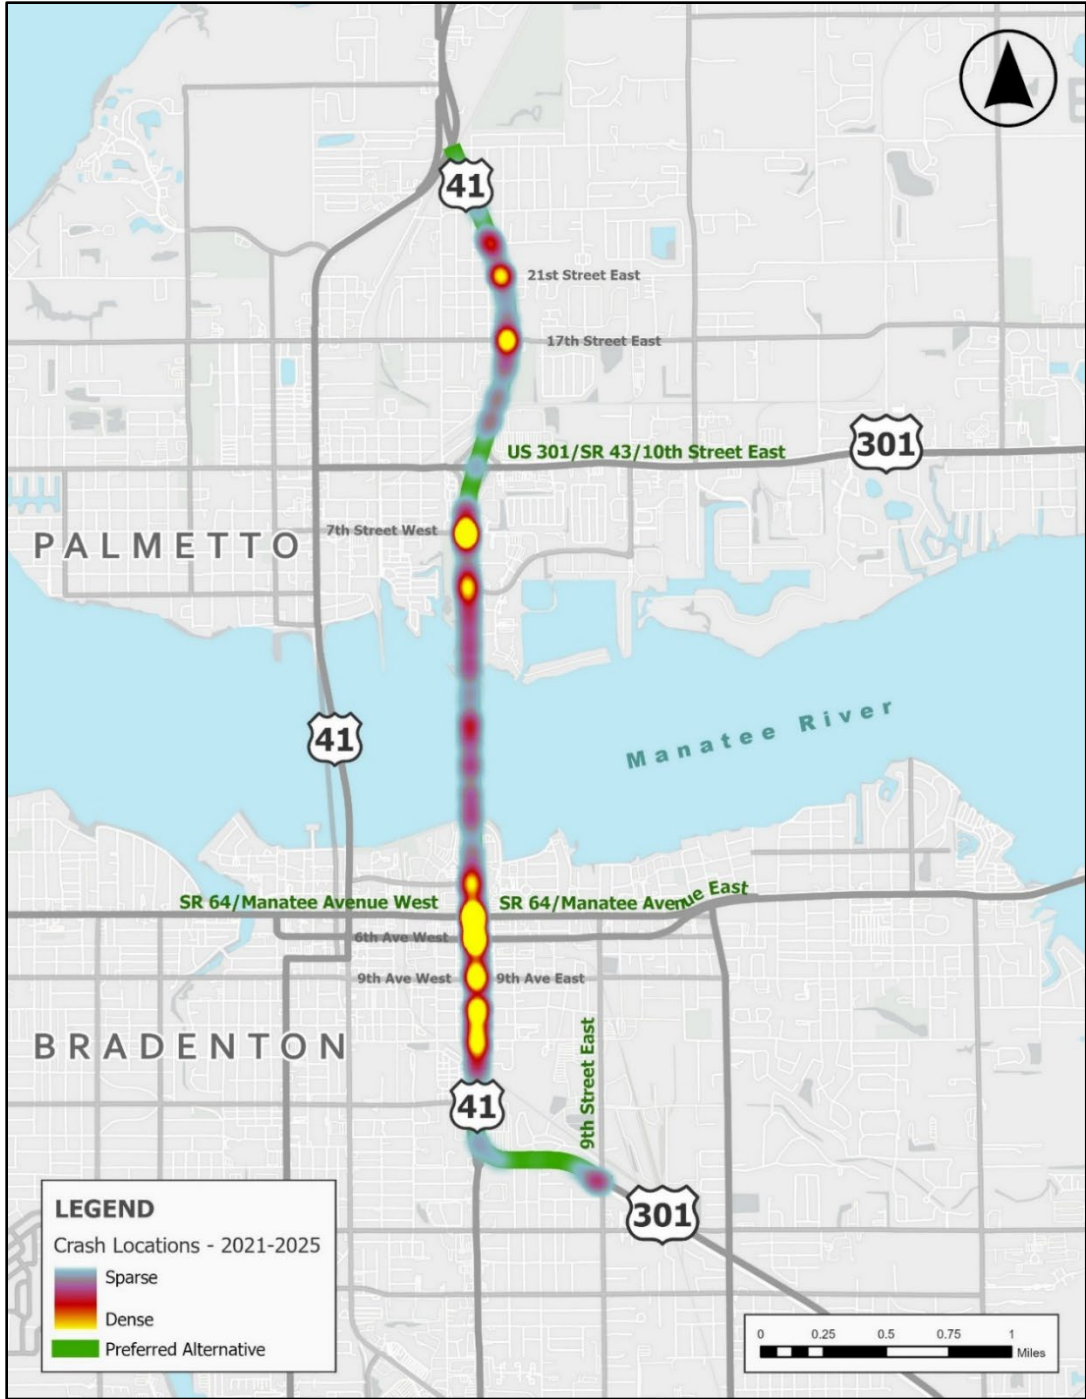 41
21st Street East
17th Street East
US 301/SR 43/10th Street East
301
7th Street West
PALMETTO
41
Manatee River
SR 64/Manatee Avenue West
SR 64/Manatee Avenue East
6th Ave West
9th Ave West
9th Ave East
BRADENTON
9th Street East
41
301
LEGEND
Crash Locations - 2021-2025
Sparse
Dense
Preferred Alternative
0 0.25 0.5 0.75 1
Miles